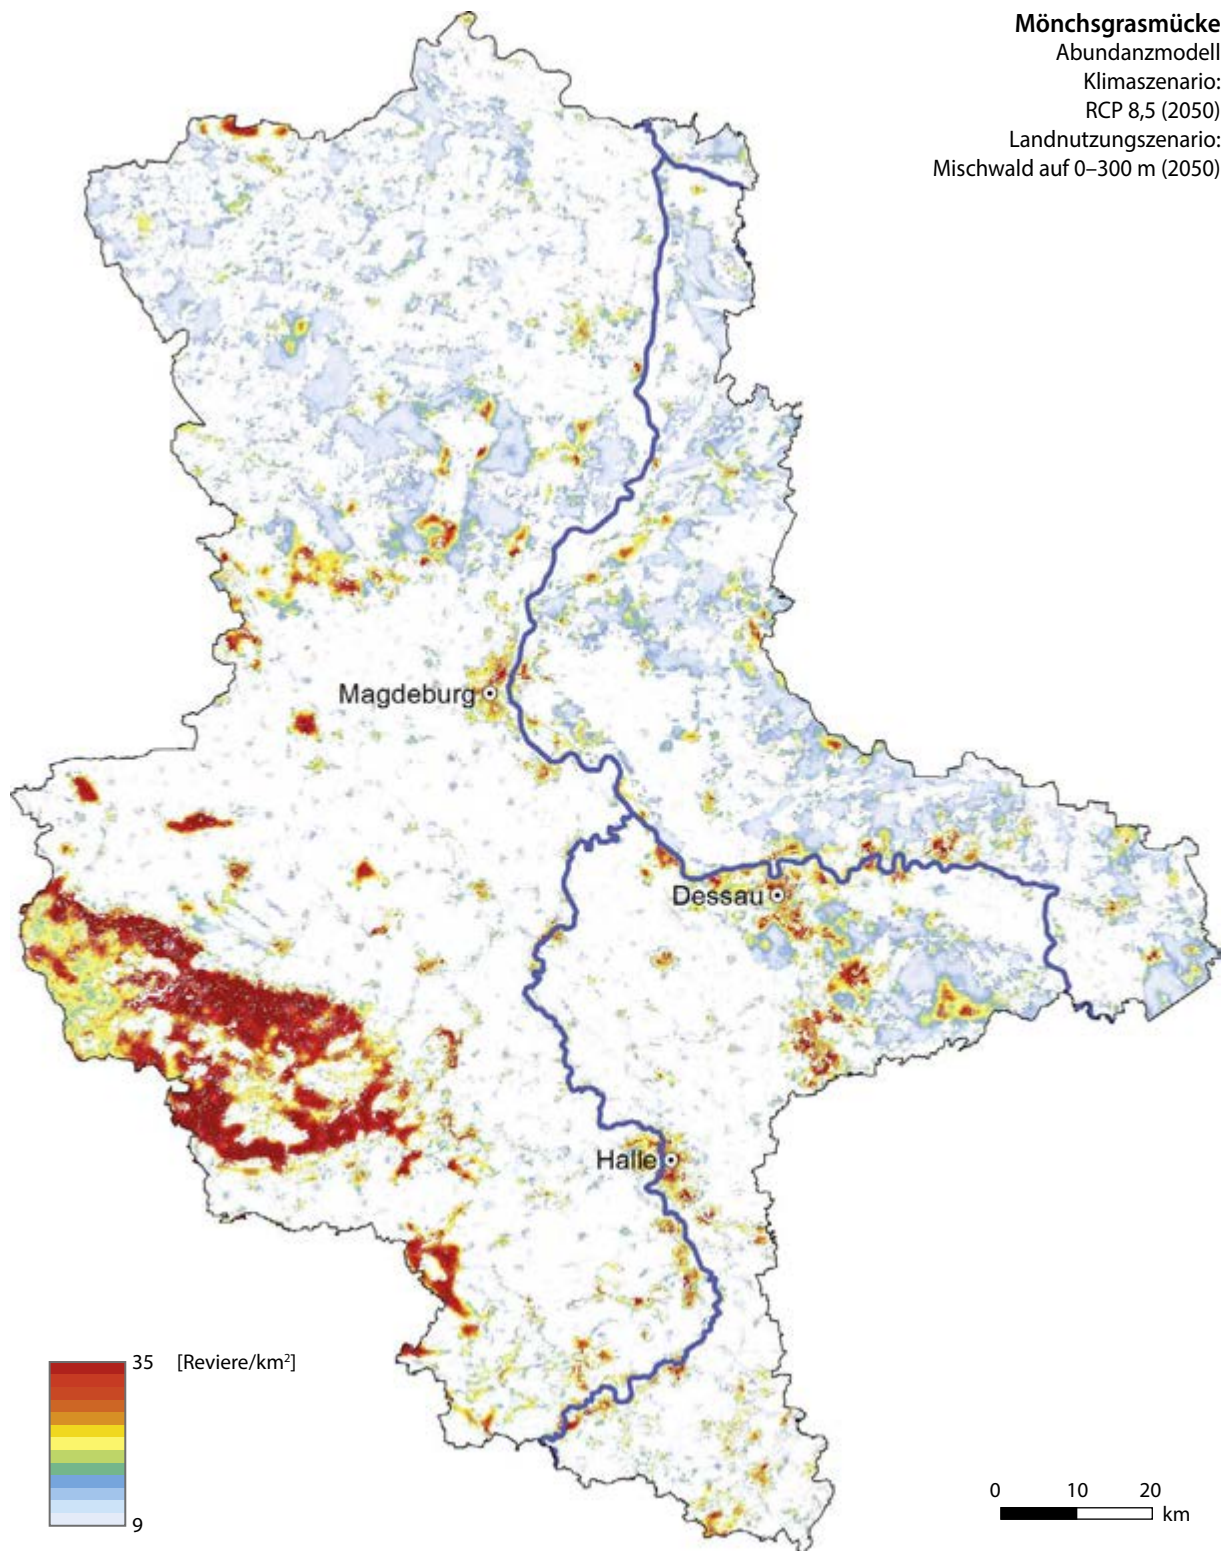 Mönchsgrasmücke
Abundanzmodell
Klimaszenario:
RCP 8,5 (2050)
Landnutzungszenario:
Mischwald auf 0–300 m (2050)
Magdeburg
Dessau
Halle
35 [Reviere/km²]
9
0 10 20
km